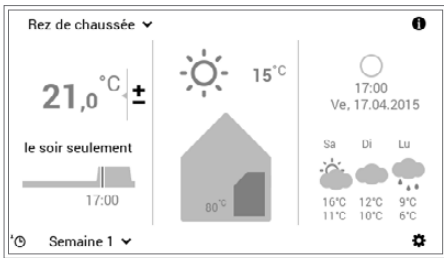 Rez de chaussée
21,0 °C ±
le soir seulement
17:00
Semaine 1
15°C
80°C
17:00
Ve, 17.04.2015
Sa Di Lu
16°C 12°C 9°C
11°C 10°C 6°C